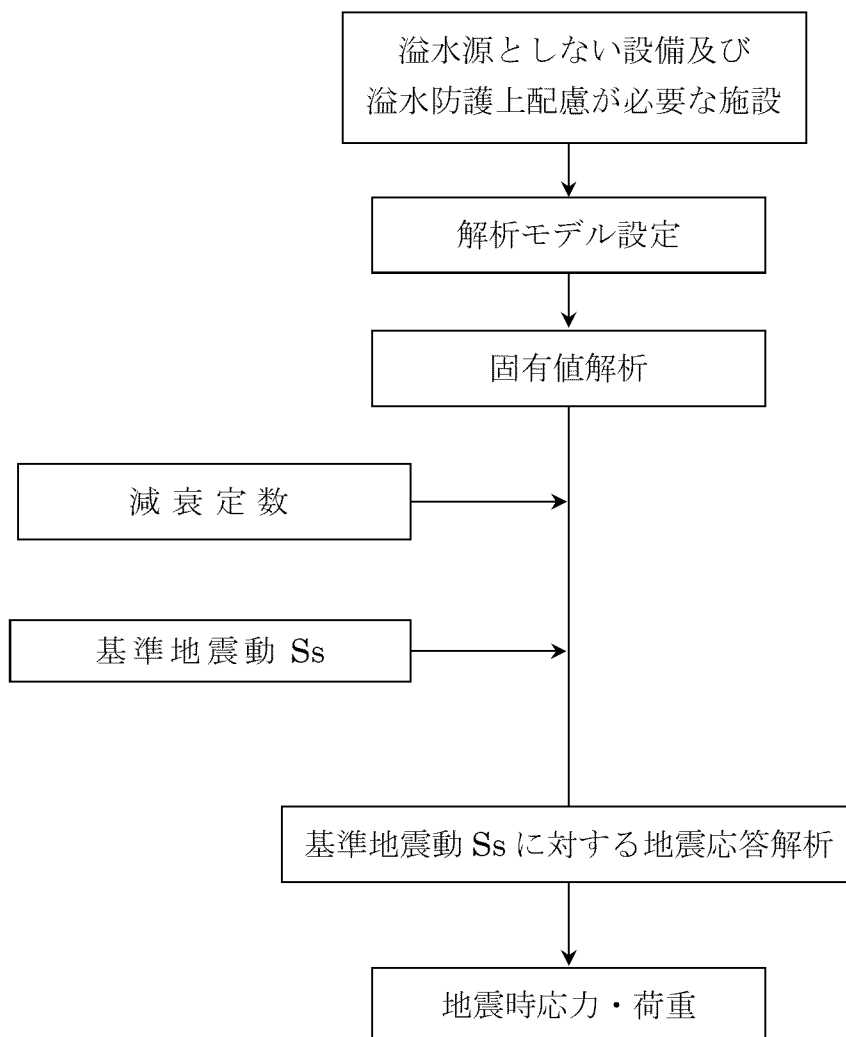 溢水源としない設備及び
溢水防護上配慮が必要な施設
解析モデル設定
固有値解析
減衰定数
基準地震動 Ss
基準地震動 Ss に対する地震応答解析
地震時応力・荷重